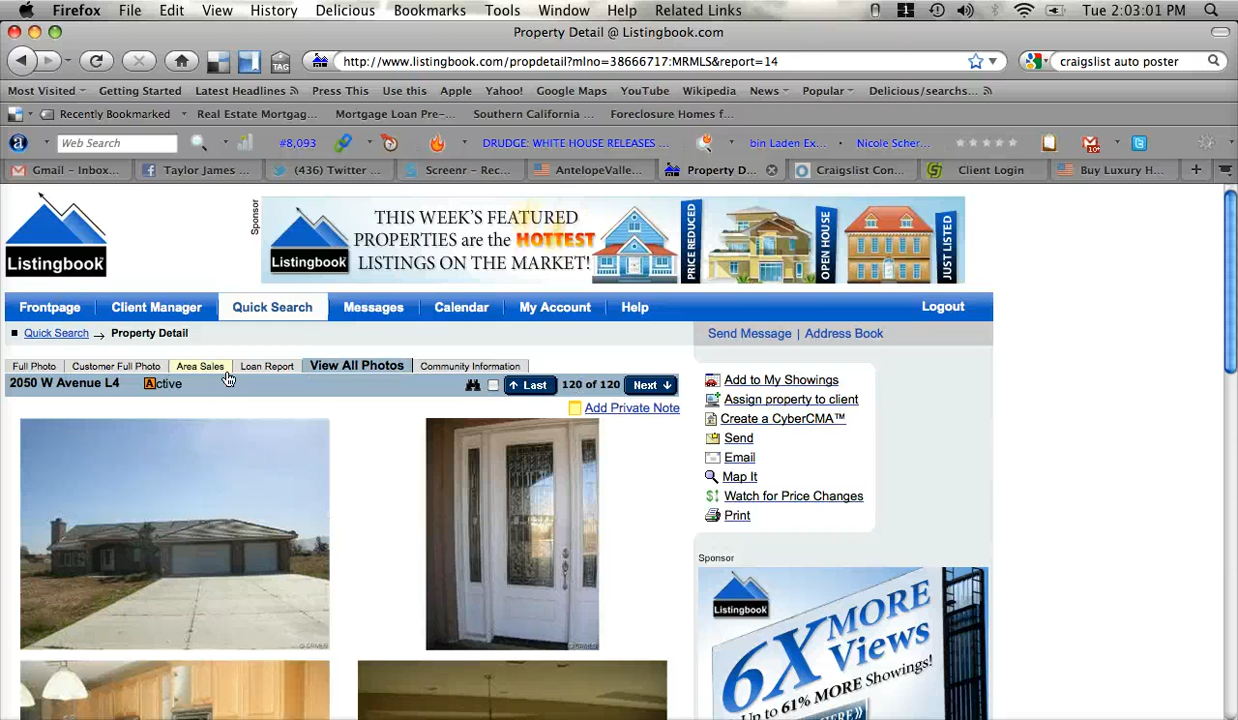 Firefox File Edit View History Delicious Bookmarks Tools Window Help Related Links 1 Tue 2:03:01 PM
Property Detail @ Listingbook.com
TAG http://www.listingbook.com/propdetail?mlno=38666717:MRMLS&report=14 craigslist auto poster
Most Visited Getting Started Latest Headlines Press This Use this Apple Yahoo! Google Maps YouTube Wikipedia News Popular Delicious/searchs...
Recently Bookmarked Real Estate Mortgag... Mortgage Loan Pre-... Southern California ... Foreclosure Homes f...
a Web Search #8,093 DRUDGE: WHITE HOUSE RELEASES ... bin Laden Ex... Nicole Scher... 10+
Gmail - Inbox... Taylor James ... (436) Twitter ... Screenr - Rec... AntelopeValle... Property D... Craigslist Con... Client Login Buy Luxury H...
Listingbook
Sponsor
Listingbook
THIS WEEK'S FEATURED
PROPERTIES are the HOTTEST
LISTINGS ON THE MARKET!
PRICE REDUCED
OPEN HOUSE
JUST LISTED
Frontpage Client Manager Quick Search Messages Calendar My Account Help Logout
Quick Search → Property Detail Send Message | Address Book
Full Photo Customer Full Photo Area Sales Loan Report View All Photos Community Information
2050 W Avenue L4 Active Last 120 of 120 Next
Add Private Note
Add to My Showings
Assign property to client
Create a CyberCMA™
Send
Email
Map It
Watch for Price Changes
Print
Sponsor
Listingbook
6X MORE
Views
Up to 61% MORE Showings!